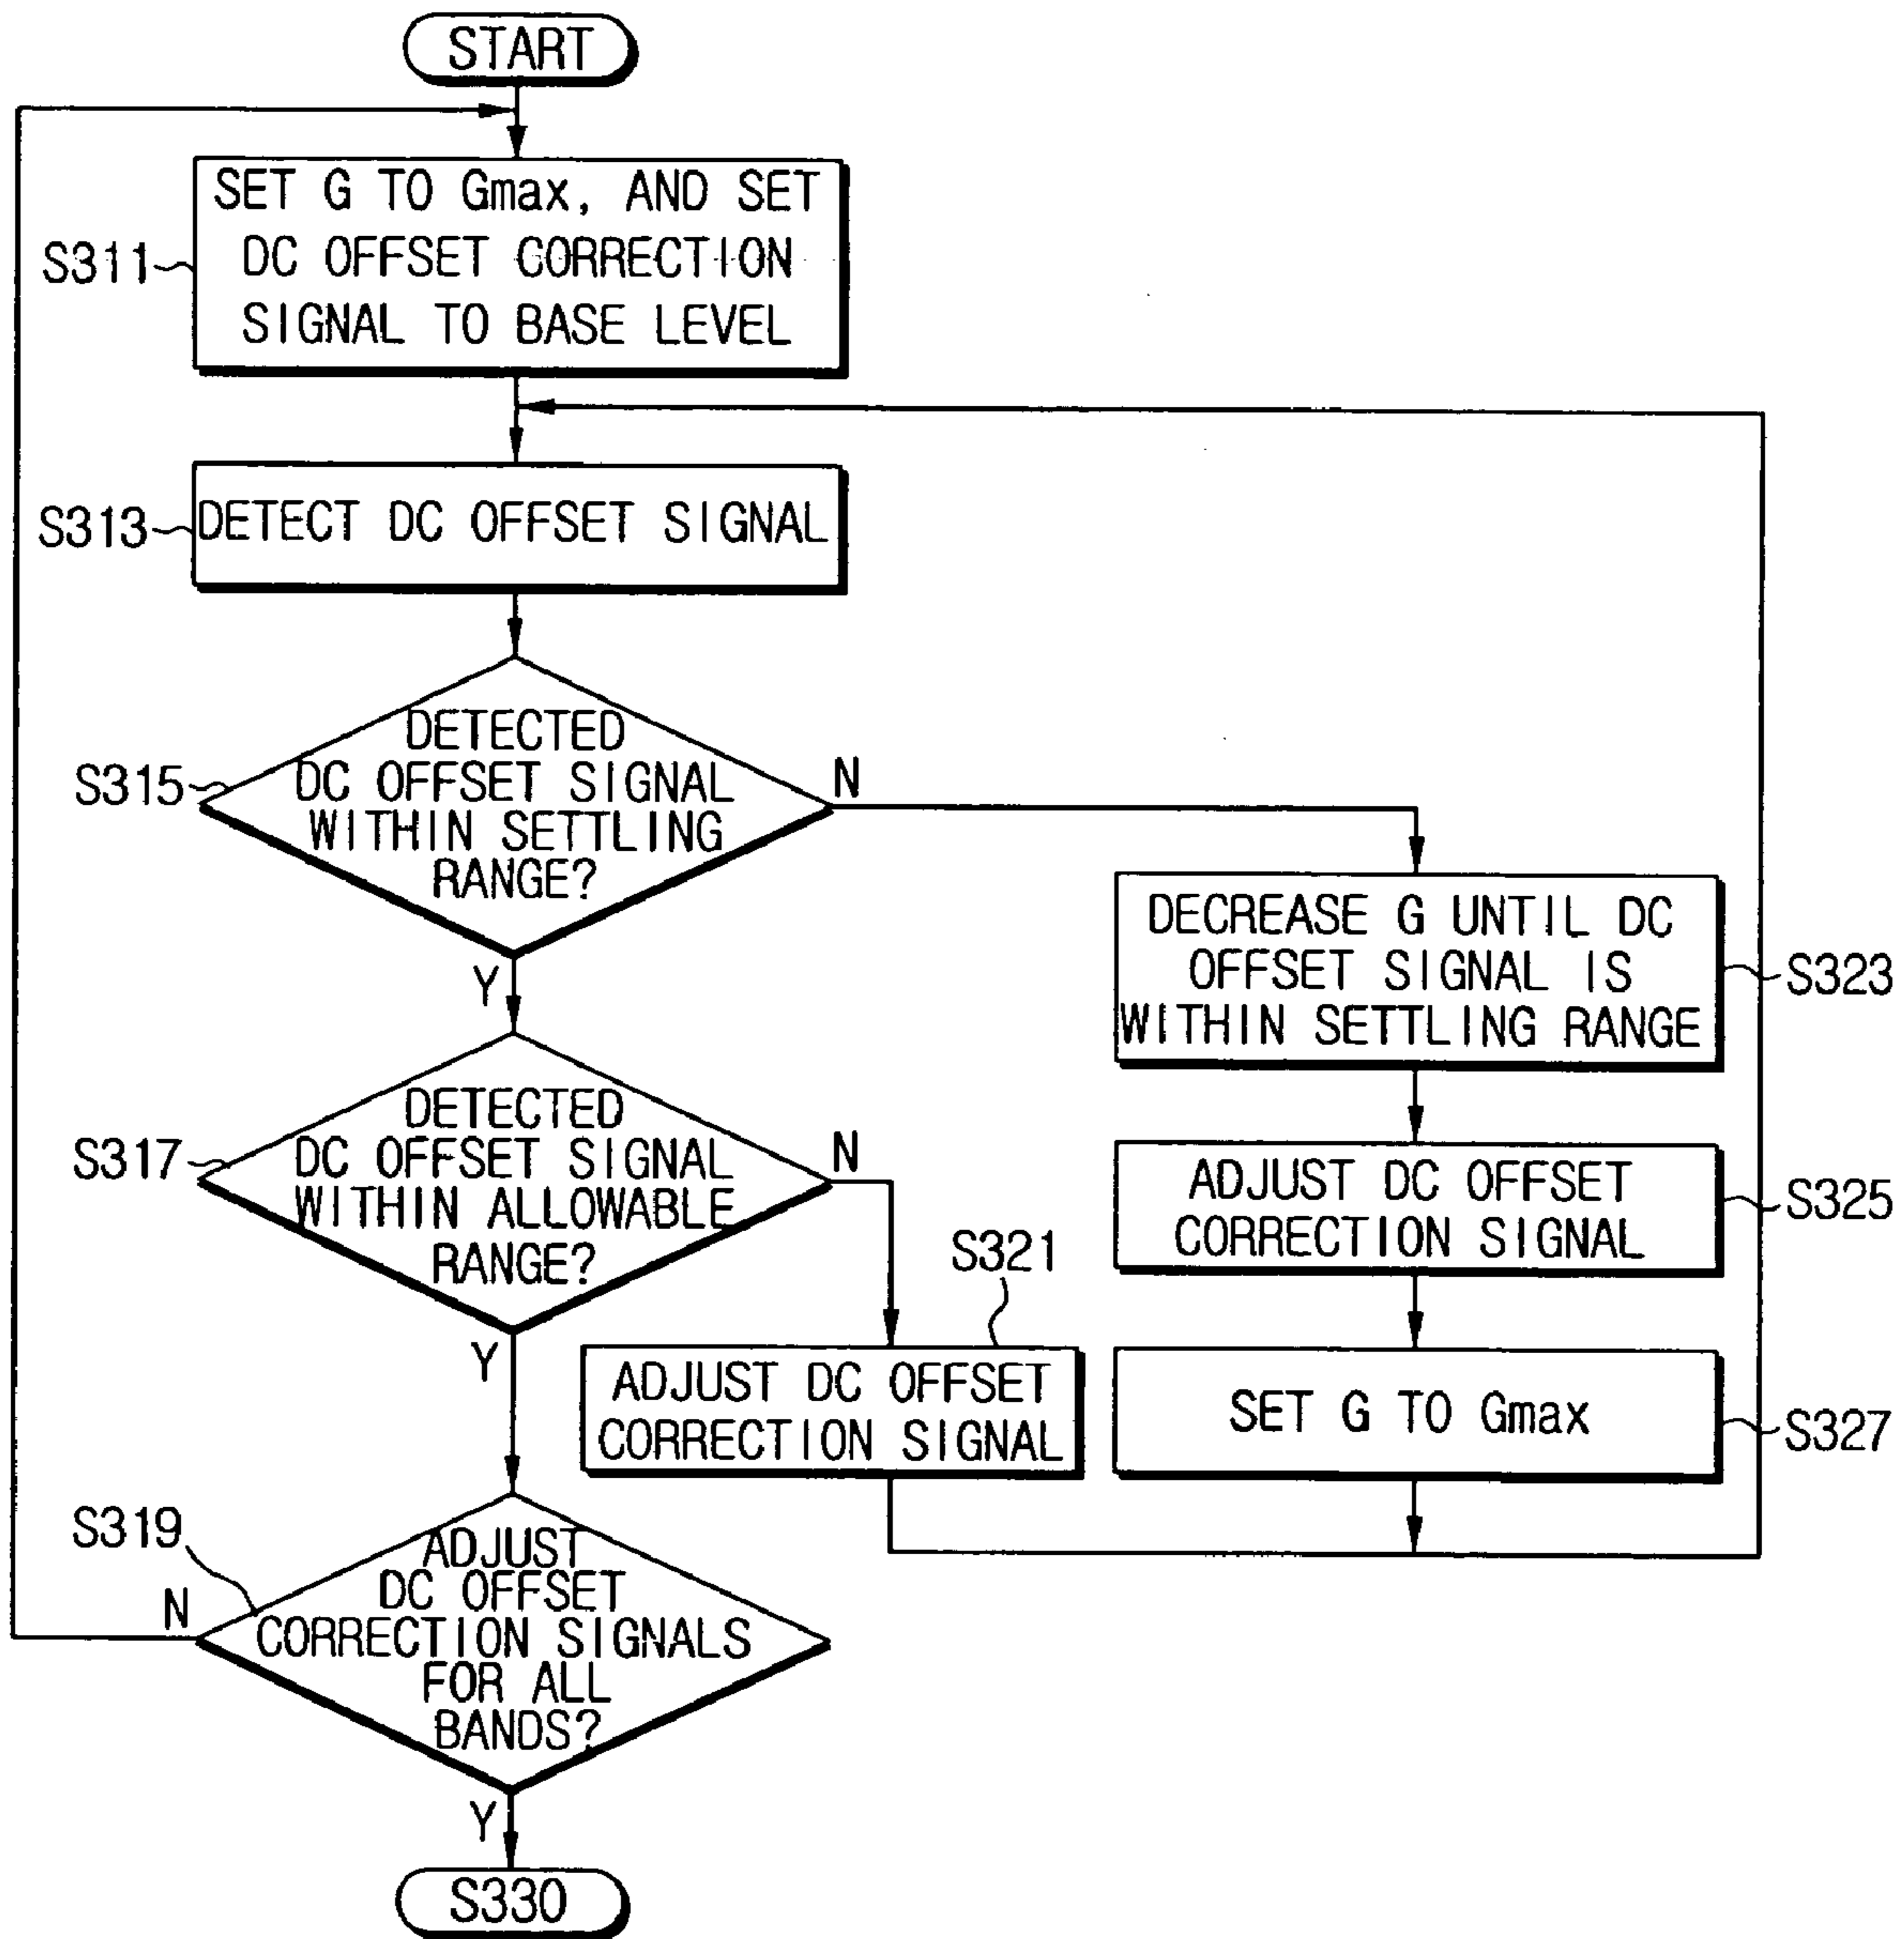 START
SET G TO Gmax, AND SET
DC OFFSET CORRECTION
SIGNAL TO BASE LEVEL
S311
DETECT DC OFFSET SIGNAL
S313
DETECTED
DC OFFSET SIGNAL
WITHIN SETTLING
RANGE?
S315
N
Y
DECREASE G UNTIL DC
OFFSET SIGNAL IS
WITHIN SETTLING RANGE
S323
DETECTED
DC OFFSET SIGNAL
WITHIN ALLOWABLE
RANGE?
S317
N
Y
ADJUST DC OFFSET
CORRECTION SIGNAL
S325
S321
ADJUST DC OFFSET
CORRECTION SIGNAL
SET G TO Gmax
S327
S319
ADJUST
DC OFFSET
CORRECTION SIGNALS
FOR ALL
BANDS?
N
Y
S330